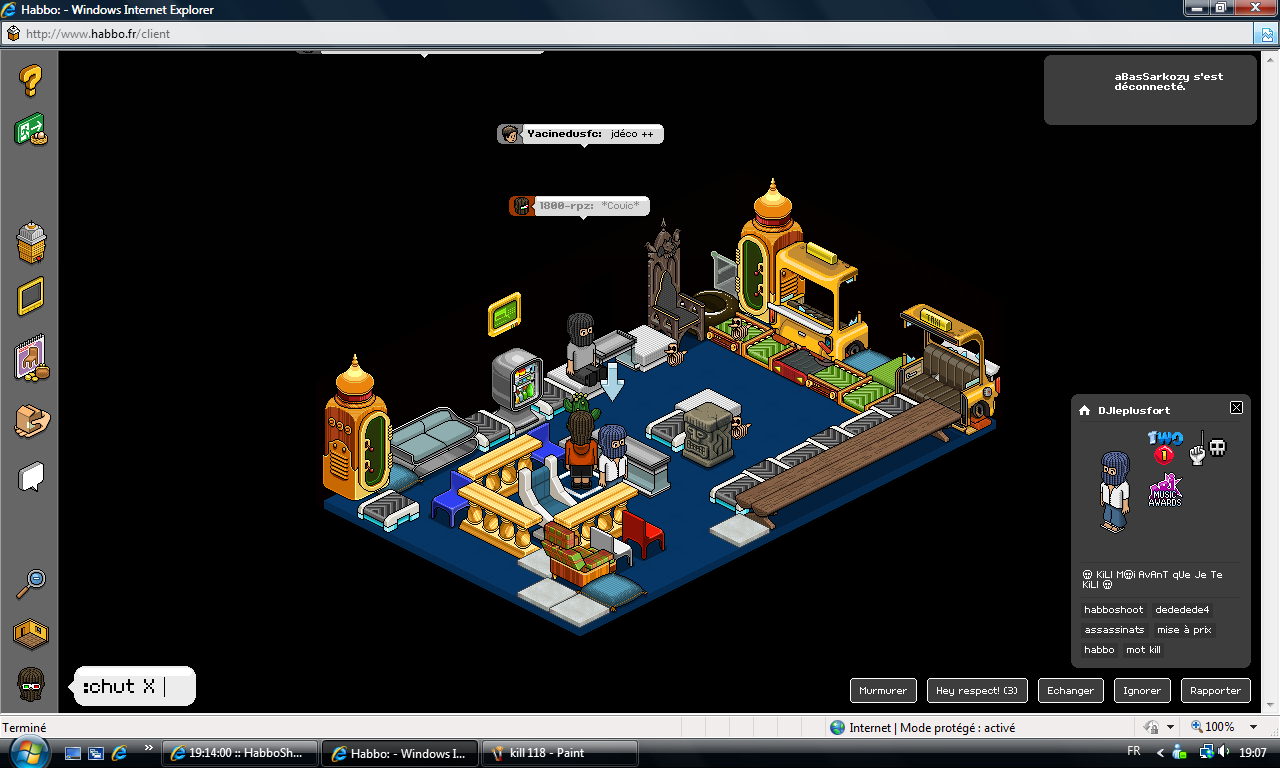 Habbo: - Windows Internet Explorer
http://www.habbo.fr/client
aBasSarkozy s'est
déconnecté.
Yacinedusfc: jdéco ++
1800-rpz: *Couic*
TAXI
DJleplusfort
TWO
1
MUSIC
AWARDS
KiLl M☠i AvAnT qUe Je Te
KiLl ☠
habboshoot dededede4
assassinats mise à prix
habbo mot kill
:chut X
Murmurer Hey respect! (3) Echanger Ignorer Rapporter
Terminé
Internet | Mode protégé : activé
100%
19:14:00 :: HabboSh...
Habbo: - Windows I...
kill 118 - Paint
FR
19:07